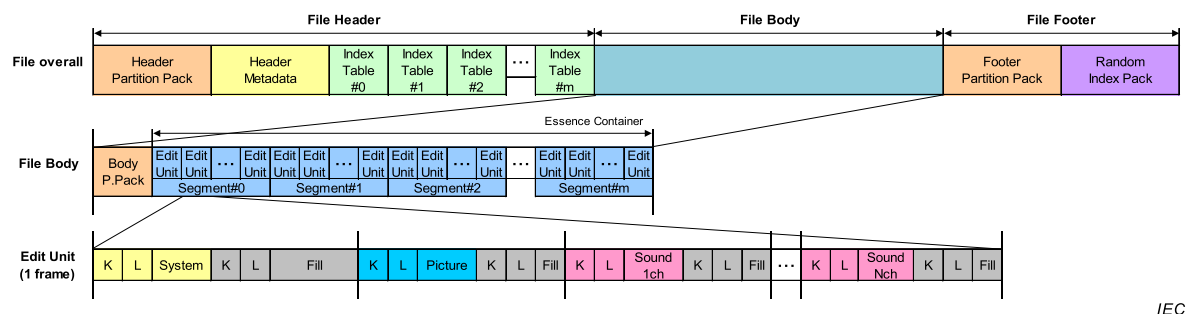 File Header File Body File Footer
File overall Header Partition Pack Header Metadata Index Table #0 Index Table #1 Index Table #2 ... Index Table #m Footer Partition Pack Random Index Pack
Essence Container
File Body Body P.Pack Edit Unit Edit Unit ... Edit Unit Edit Unit Edit Unit ... Edit Unit Edit Unit Edit Unit ... Edit Unit ... Edit Unit Edit Unit ... Edit Unit
Segment#0 Segment#1 Segment#2 Segment#m
Edit Unit (1 frame) K L System K L Fill K L Picture K L Fill K L Sound 1ch K L Fill ... K L Sound Nch K L Fill
IEC